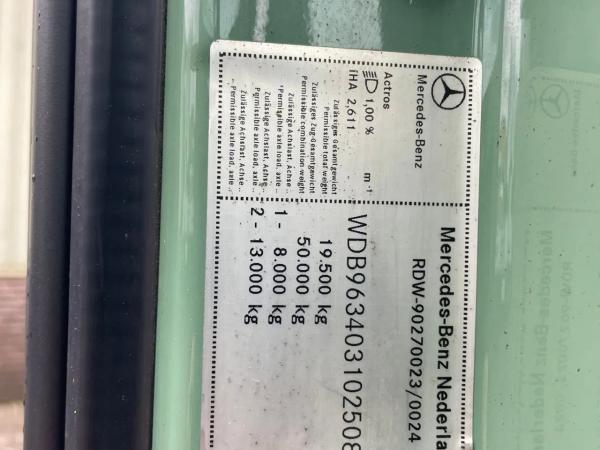 Mercedes-Benz
Actros
1,00 %
IHA 2,611 m⁻¹
Mercedes-Benz Nederla
RDW-90270023/0024
WDB963403102508
Zulässiges Gesamtgewicht
Permissible total weight
19.500 kg
Zulässiges Zug-Gesamtgewicht
Permissible combination weight
50.000 kg
Zulässige Achslast, Achse ..
Permissible axle load, axle ..
1 - 8.000 kg
Zulässige Achslast, Achse ..
Permissible axle load, axle ..
2 - 13.000 kg